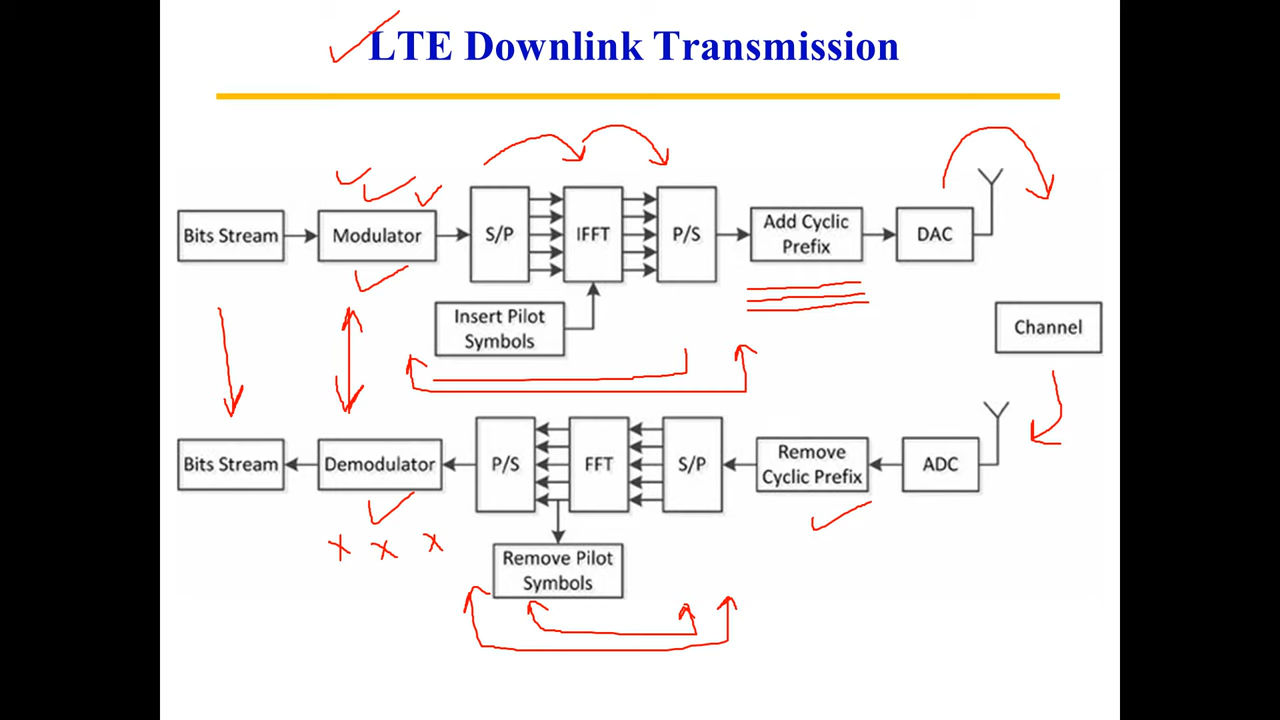 LTE Downlink Transmission
Bits Stream
Modulator
S/P
IFFT
P/S
Add Cyclic
Prefix
DAC
Insert Pilot
Symbols
Channel
Bits Stream
Demodulator
P/S
FFT
S/P
Remove
Cyclic Prefix
ADC
x x x
Remove Pilot
Symbols